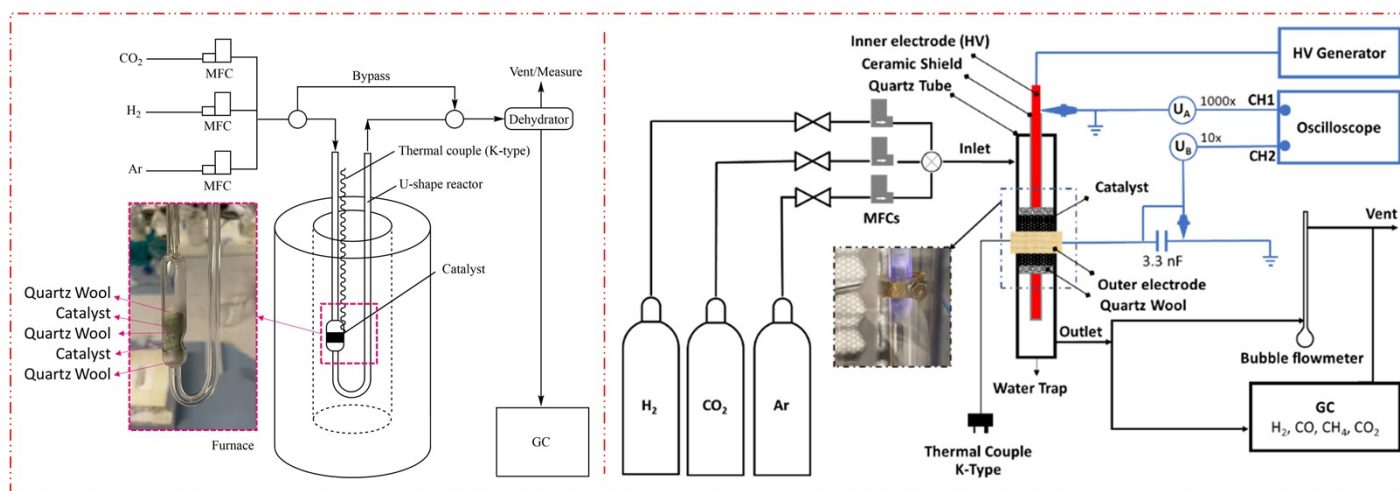 CO₂
MFC
H₂
MFC
Ar
MFC
Bypass
Vent/Measure
Dehydrator
Thermal couple (K-type)
U-shape reactor
Catalyst
Quartz Wool
Catalyst
Quartz Wool
Catalyst
Quartz Wool
Furnace
GC
Inner electrode (HV)
Ceramic Shield
Quartz Tube
HV Generator
U_A
1000x
CH1
Oscilloscope
U_B
10x
CH2
Inlet
MFCs
Catalyst
3.3 nF
Vent
Outer electrode
Quartz Wool
Outlet
Bubble flowmeter
Water Trap
H₂
CO₂
Ar
Thermal Couple
K-Type
GC
H₂, CO, CH₄, CO₂